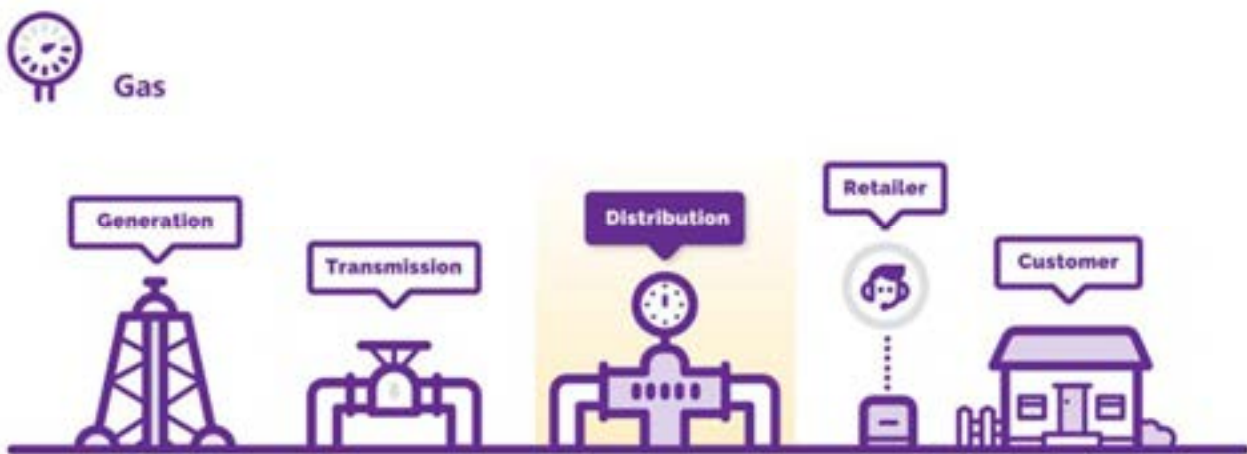 Gas
Generation
Transmission
Distribution
Retailer
Customer